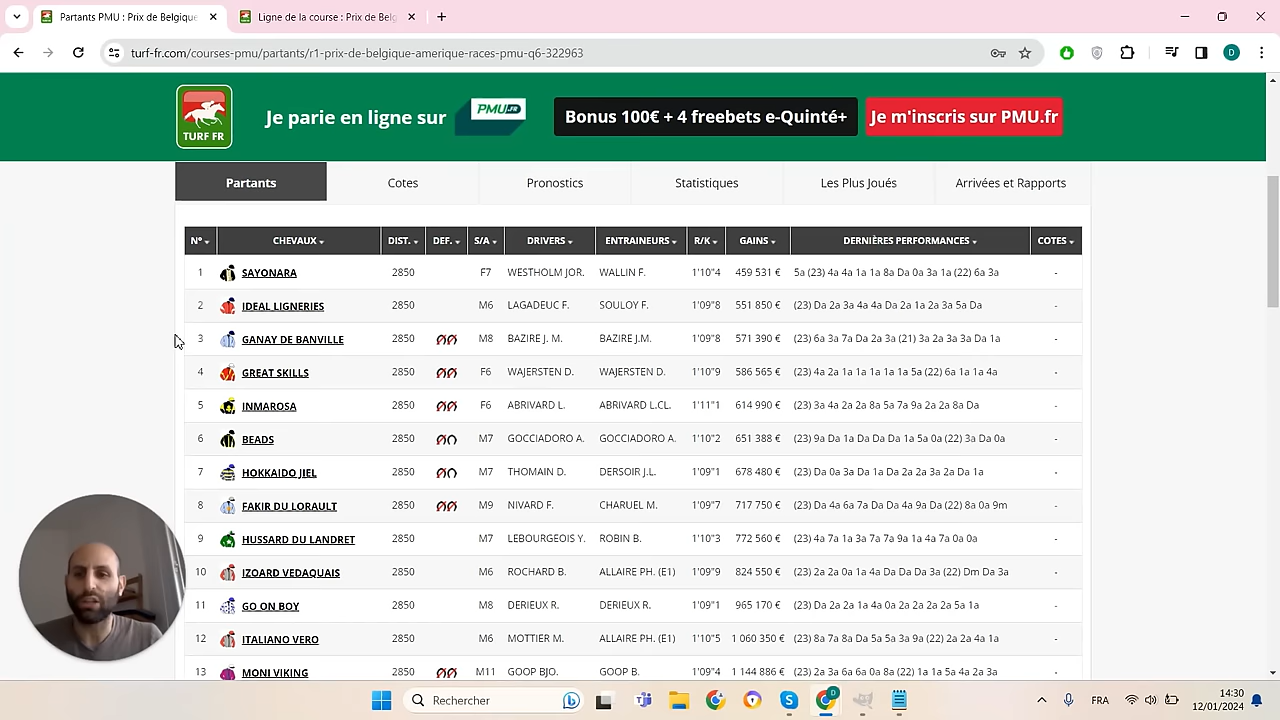 Partants PMU : Prix de Belgique
Ligne de la course : Prix de Bel
turf-fr.com/courses-pmu/partants/r1-prix-de-belgique-amerique-races-pmu-q6-322963
D
TURF FR
Je parie en ligne sur
PMU.FR
Bonus 100€ + 4 freebets e-Quinté+
Je m'inscris sur PMU.fr
Partants Cotes Pronostics Statistiques Les Plus Joués Arrivées et Rapports
N° CHEVAUX DIST. DEF. S/A DRIVERS ENTRAINEURS R/K GAINS DERNIÈRES PERFORMANCES COTES
1 SAYONARA 2850 F7 WESTHOLM JOR. WALLIN F. 1'10"4 459 531 € 5a (23) 4a 4a 1a 1a 8a Da 0a 3a 1a (22) 6a 3a -
2 IDEAL LIGNERIES 2850 M6 LAGADEUC F. SOULOY F. 1'09"8 551 850 € (23) Da 2a 3a 4a 4a Da 2a 1a 2a 3a 5a Da -
3 GANAY DE BANVILLE 2850 M8 BAZIRE J. M. BAZIRE J.M. 1'09"8 571 390 € (23) 6a 3a 7a Da 2a 3a (21) 3a 2a 3a 3a Da 1a -
4 GREAT SKILLS 2850 F6 WAJERSTEN D. WAJERSTEN D. 1'10"9 586 565 € (23) 4a 2a 1a 1a 1a 1a 1a 5a (22) 6a 1a 1a 4a -
5 INMAROSA 2850 F6 ABRIVARD L. ABRIVARD L.CL. 1'11"1 614 990 € (23) 3a 4a 2a 2a 8a 5a 7a 9a 2a 2a 8a Da -
6 BEADS 2850 M7 GOCCIADORO A. GOCCIADORO A. 1'10"2 651 388 € (23) 9a Da 1a Da Da Da 1a 5a 0a (22) 3a Da 0a -
7 HOKKAIDO JIEL 2850 M7 THOMAIN D. DERSOIR J.L. 1'09"1 678 480 € (23) Da 0a 3a Da 1a Da 2a 2a 3a 2a Da 1a -
8 FAKIR DU LORAULT 2850 M9 NIVARD F. CHARUEL M. 1'09"7 717 750 € (23) Da 4a 6a 7a Da Da 4a 9a Da (22) 8a 0a 9m -
9 HUSSARD DU LANDRET 2850 M7 LEBOURGEOIS Y. ROBIN B. 1'10"3 772 560 € (23) 4a 7a 1a 3a 7a 7a 9a 1a 4a 7a 0a 0a -
10 IZOARD VEDAQUAIS 2850 M6 ROCHARD B. ALLAIRE PH. (E1) 1'09"9 824 550 € (23) 2a 2a 0a 1a 4a Da Da Da 3a (22) Dm Da 3a -
11 GO ON BOY 2850 M8 DERIEUX R. DERIEUX R. 1'09"1 965 170 € (23) Da 2a 2a 1a 4a 0a 2a 2a 2a 2a 5a 1a -
12 ITALIANO VERO 2850 M6 MOTTIER M. ALLAIRE PH. (E1) 1'10"5 1 060 350 € (23) 8a 7a 8a Da 5a 5a 3a 9a (22) 2a 2a 4a 1a -
13 MONI VIKING 2850 M11 GOOP BJO. GOOP B. 1'09"4 1 144 886 € (23) 2a 3a 6a 6a 0a 8a (22) 1a 1a 5a 4a 2a 3a -
Rechercher
D
FRA
14:30
12/01/2024